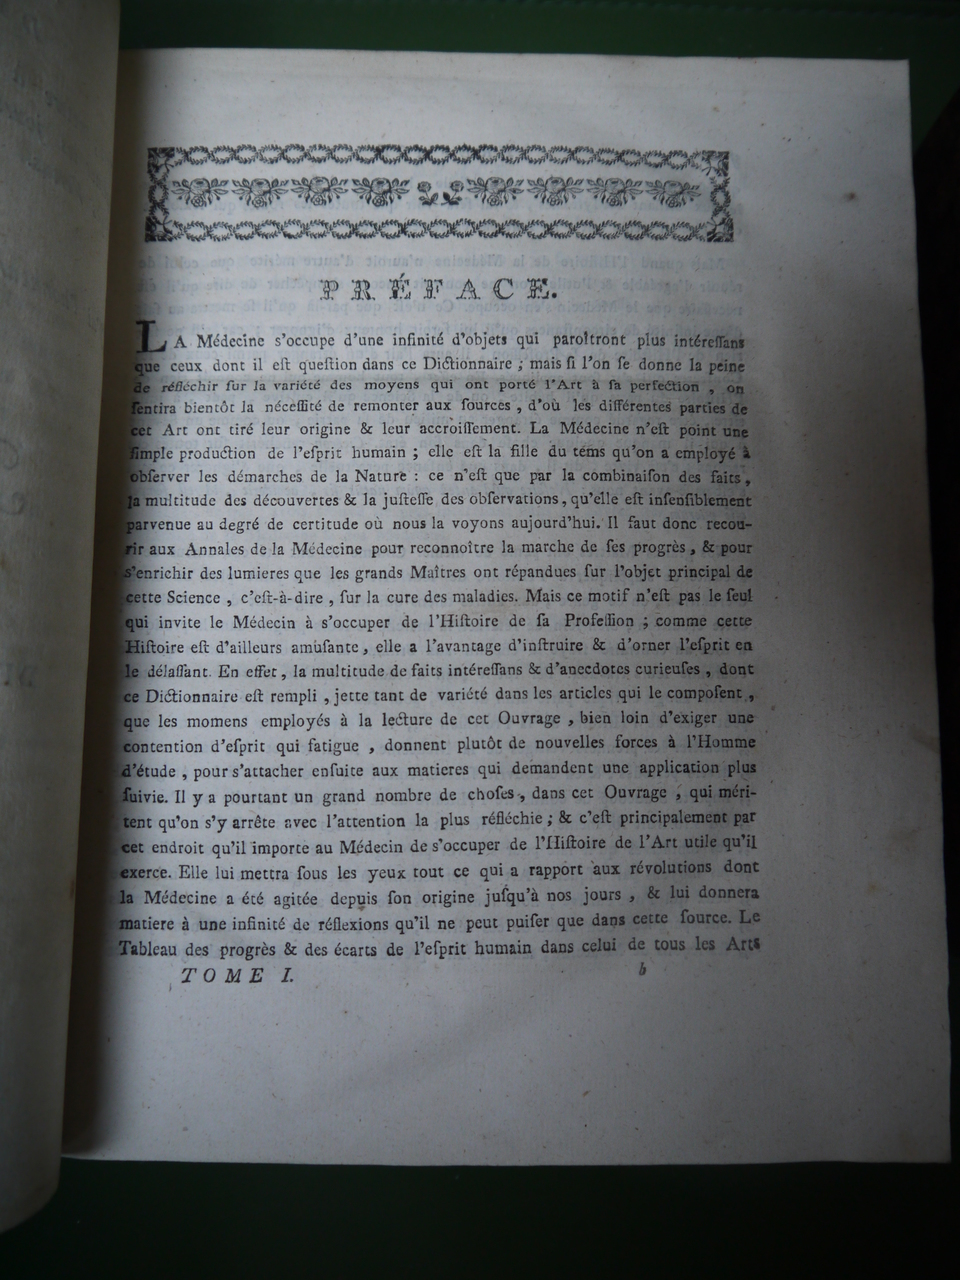 PRÉFACE.
LA Médecine s'occupe d'une infinité d'objets qui paroîtront plus intéreſſans
que ceux dont il eſt queſtion dans ce Dictionnaire ; mais ſi l'on ſe donne la peine
de réfléchir ſur la variété des moyens qui ont porté l'Art à ſa perfection , on
ſentira bientôt la néceſſité de remonter aux ſources , d'où les différentes parties de
cet Art ont tiré leur origine & leur accroiſſement. La Médecine n'eſt point une
ſimple production de l'eſprit humain ; elle eſt la fille du tems qu'on a employé à
obſerver les démarches de la Nature : ce n'eſt que par la combinaiſon des faits ,
la multitude des découvertes & la juſteſſe des obſervations, qu'elle eſt inſenſiblement
parvenue au degré de certitude où nous la voyons aujourd'hui. Il faut donc recou-
rir aux Annales de la Médecine pour reconnoître la marche de ſes progrès , & pour
s'enrichir des lumieres que les grands Maîtres ont répandues ſur l'objet principal de
cette Science , c'eſt-à-dire , ſur la cure des maladies. Mais ce motif n'eſt pas le ſeul
qui invite le Médecin à s'occuper de l'Hiſtoire de ſa Profeſſion ; comme cette
Hiſtoire eſt d'ailleurs amuſante, elle a l'avantage d'inſtruire & d'orner l'eſprit en
le délaſſant. En effet , la multitude de faits intéreſſans & d'anecdotes curieuſes , dont
ce Dictionnaire eſt rempli , jette tant de variété dans les articles qui le compoſent ,
que les momens employés à la lecture de cet Ouvrage , bien loin d'exiger une
contention d'eſprit qui fatigue , donnent plutôt de nouvelles forces à l'Homme
d'étude , pour s'attacher enſuite aux matieres qui demandent une application plus
ſuivie. Il y a pourtant un grand nombre de choſes , dans cet Ouvrage , qui méri-
tent qu'on s'y arrête avec l'attention la plus réfléchie ; & c'eſt principalement par
cet endroit qu'il importe au Médecin de s'occuper de l'Hiſtoire de l'Art utile qu'il
exerce. Elle lui mettra ſous les yeux tout ce qui a rapport aux révolutions dont
la Médecine a été agitée depuis ſon origine juſqu'à nos jours , & lui donnera
matiere à une infinité de réflexions qu'il ne peut puiſer que dans cette ſource. Le
Tableau des progrès & des écarts de l'eſprit humain dans celui de tous les Arts
TOME I. b